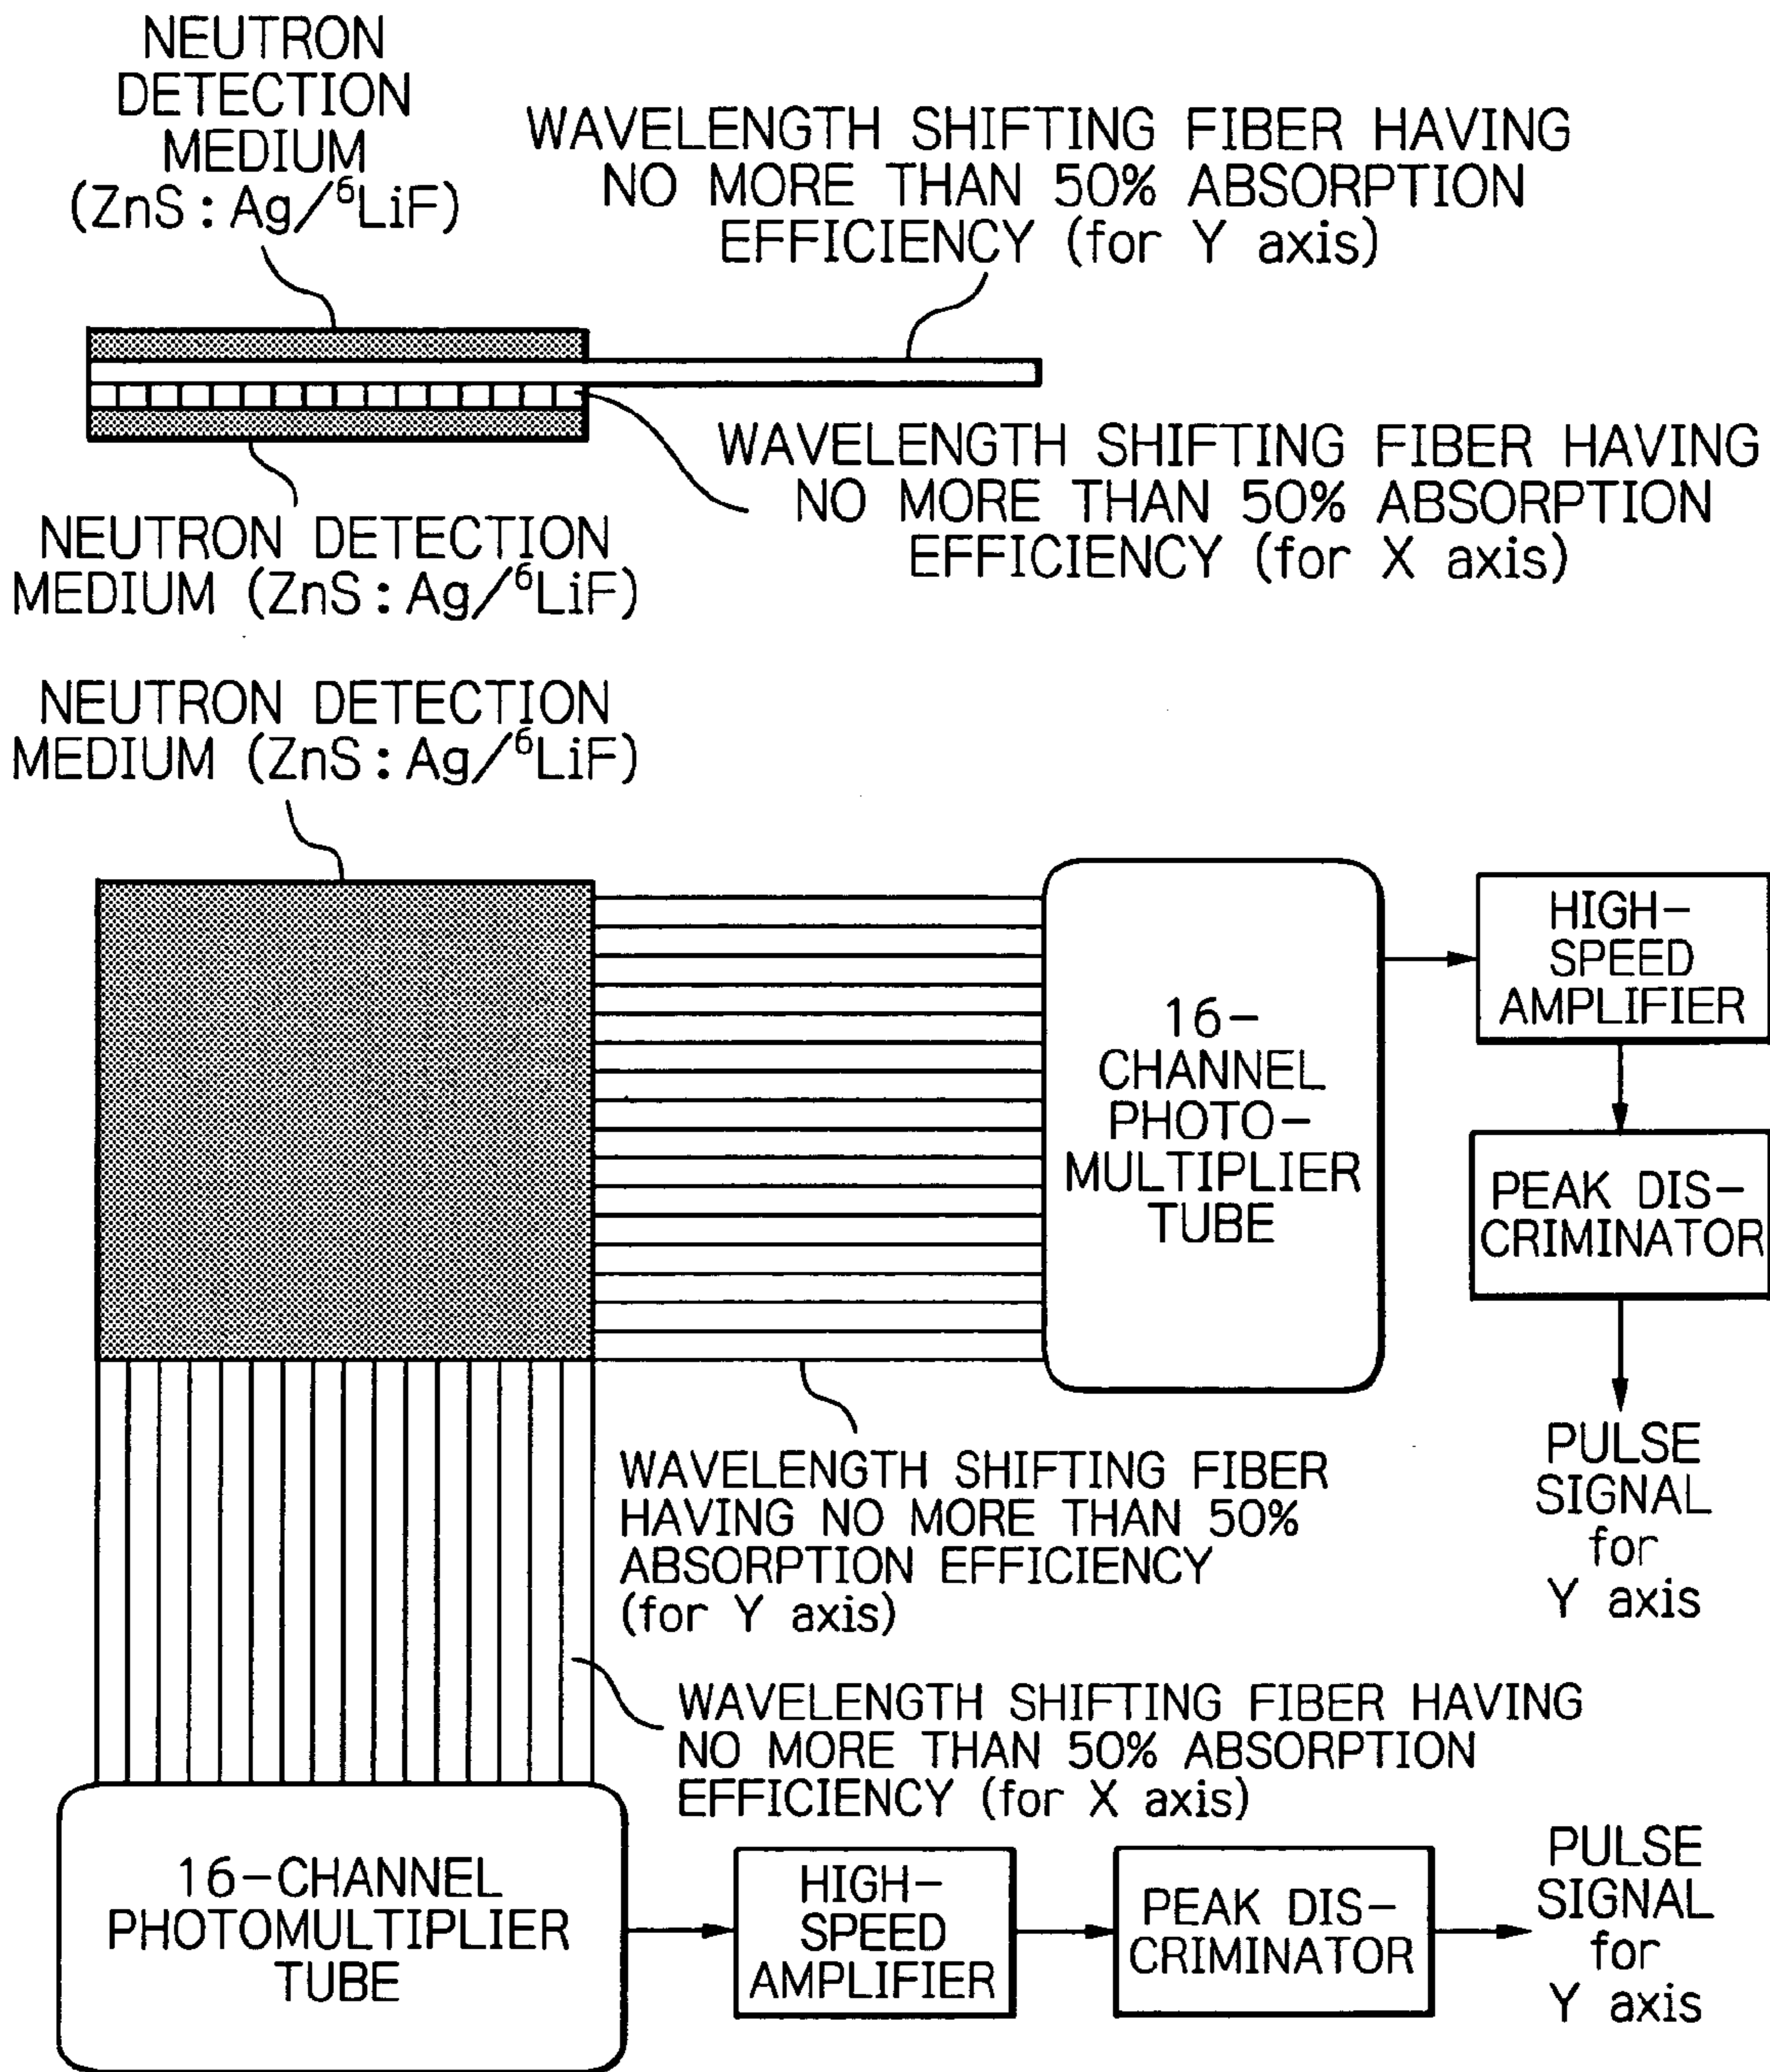 NEUTRON
DETECTION
MEDIUM
(ZnS:Ag/⁶LiF)
WAVELENGTH SHIFTING FIBER HAVING
NO MORE THAN 50% ABSORPTION
EFFICIENCY (for Y axis)
WAVELENGTH SHIFTING FIBER HAVING
NO MORE THAN 50% ABSORPTION
EFFICIENCY (for X axis)
NEUTRON DETECTION
MEDIUM (ZnS:Ag/⁶LiF)
NEUTRON DETECTION
MEDIUM (ZnS:Ag/⁶LiF)
16-
CHANNEL
PHOTO-
MULTIPLIER
TUBE
HIGH-
SPEED
AMPLIFIER
PEAK DIS-
CRIMINATOR
PULSE
SIGNAL
for
Y axis
WAVELENGTH SHIFTING FIBER
HAVING NO MORE THAN 50%
ABSORPTION EFFICIENCY
(for Y axis)
WAVELENGTH SHIFTING FIBER HAVING
NO MORE THAN 50% ABSORPTION
EFFICIENCY (for X axis)
16-CHANNEL
PHOTOMULTIPLIER
TUBE
HIGH-
SPEED
AMPLIFIER
PEAK DIS-
CRIMINATOR
PULSE
SIGNAL
for
Y axis